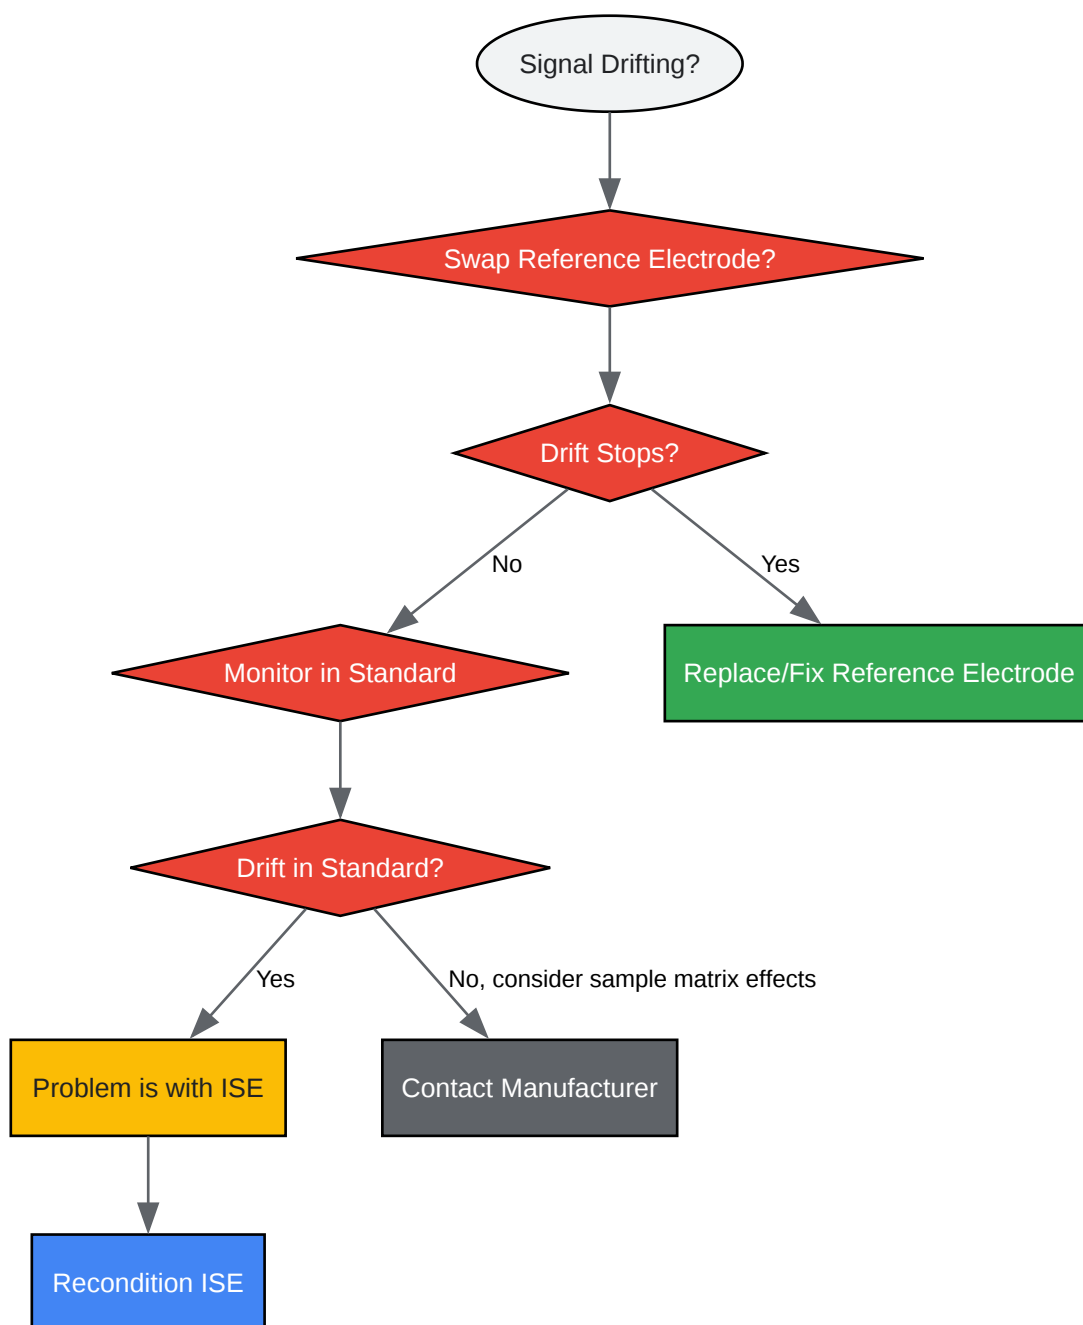 Signal Drifting?
Swap Reference Electrode?
Drift Stops?
No
Yes
Monitor in Standard
Replace/Fix Reference Electrode
Drift in Standard?
Yes
No, consider sample matrix effects
Problem is with ISE
Contact Manufacturer
Recondition ISE